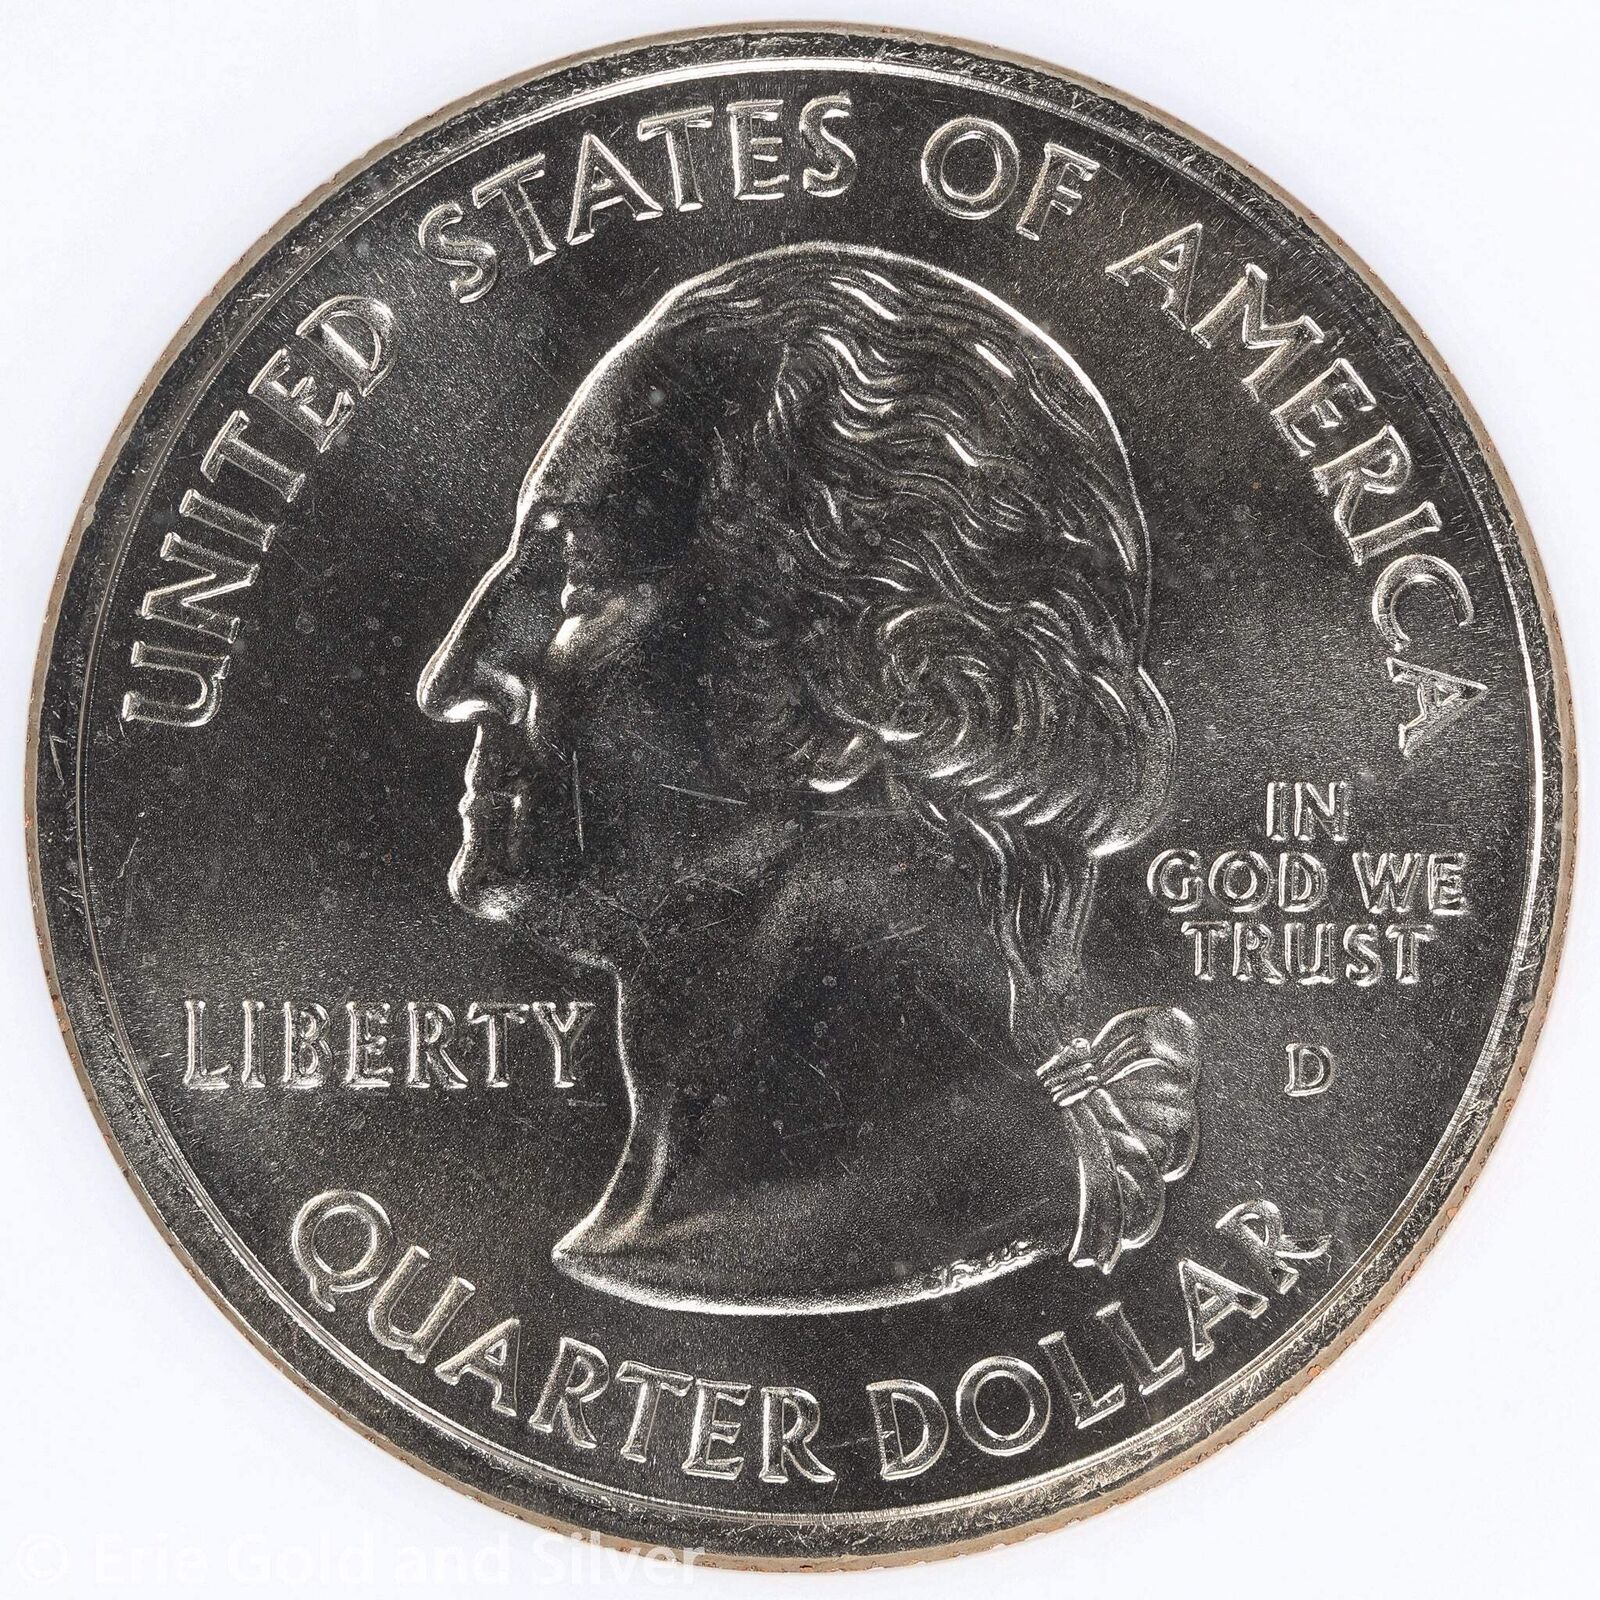 UNITED STATES OF AMERICA
IN
GOD WE
TRUST
LIBERTY
D
QUARTER DOLLAR
© Erie Gold and Silver